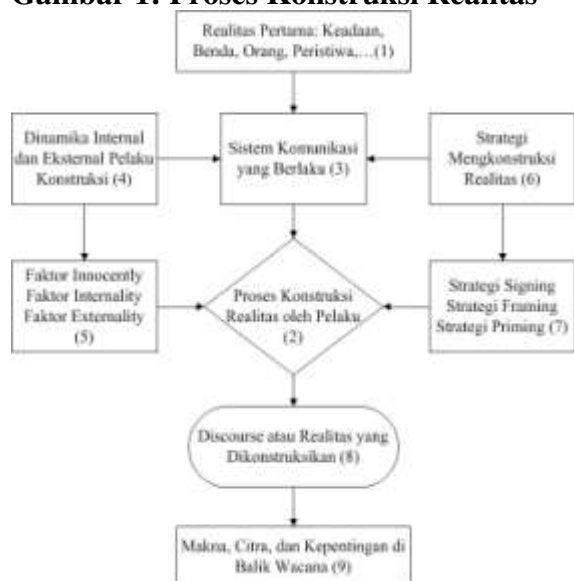 Gambar 1: Proses Konstruksi Realitas
Realitas Pertama: Keadaan,
Benda, Orang, Peristiwa,…(1)
Dinamika Internal
dan Eksternal Pelaku
Konstruksi (4)
Sistem Komunikasi
yang Berlaku (3)
Strategi
Mengkonstruksi
Realitas (6)
Faktor Innocently
Faktor Internality
Faktor Externality
(5)
Proses Konstruksi
Realitas oleh Pelaku
(2)
Strategi Signing
Strategi Framing
Strategi Priming (7)
Discourse atau Realitas yang
Dikonstruksikan (8)
Makna, Citra, dan Kepentingan di
Balik Wacana (9)